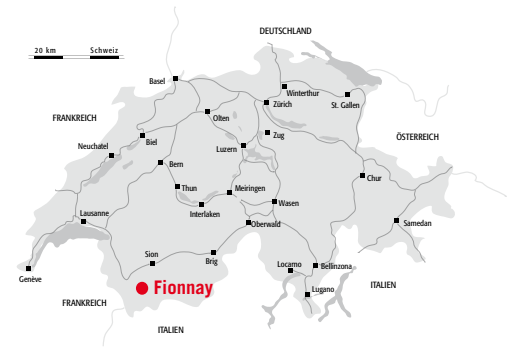 DEUTSCHLAND
20 km Schweiz
Basel
Winterthur
Zürich
St. Gallen
FRANKREICH
Olten
Neuchatel
Biel
Zug
ÖSTERREICH
Luzern
Bern
Chur
Thun
Meiringen
Wasen
Interlaken
Lausanne
Oberwald
Samedan
Sion
Brig
Locarno
Bellinzona
Genève
Fionnay
Lugano
ITALIEN
FRANKREICH
ITALIEN